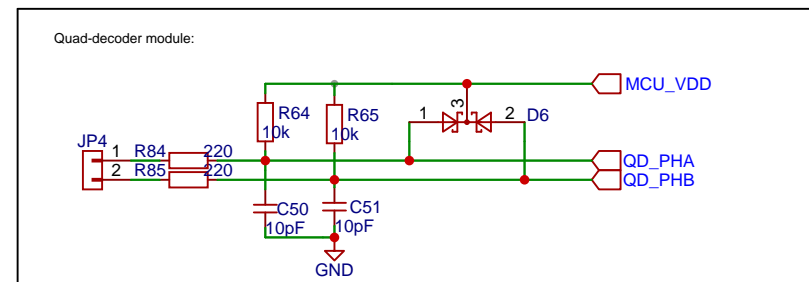 Quad-decoder module:
MCU_VDD
R64
10k
R65
10k
1
3
2
D6
JP4
1
R84
220
QD_PHA
2
R85
220
QD_PHB
C50
10pF
C51
10pF
GND